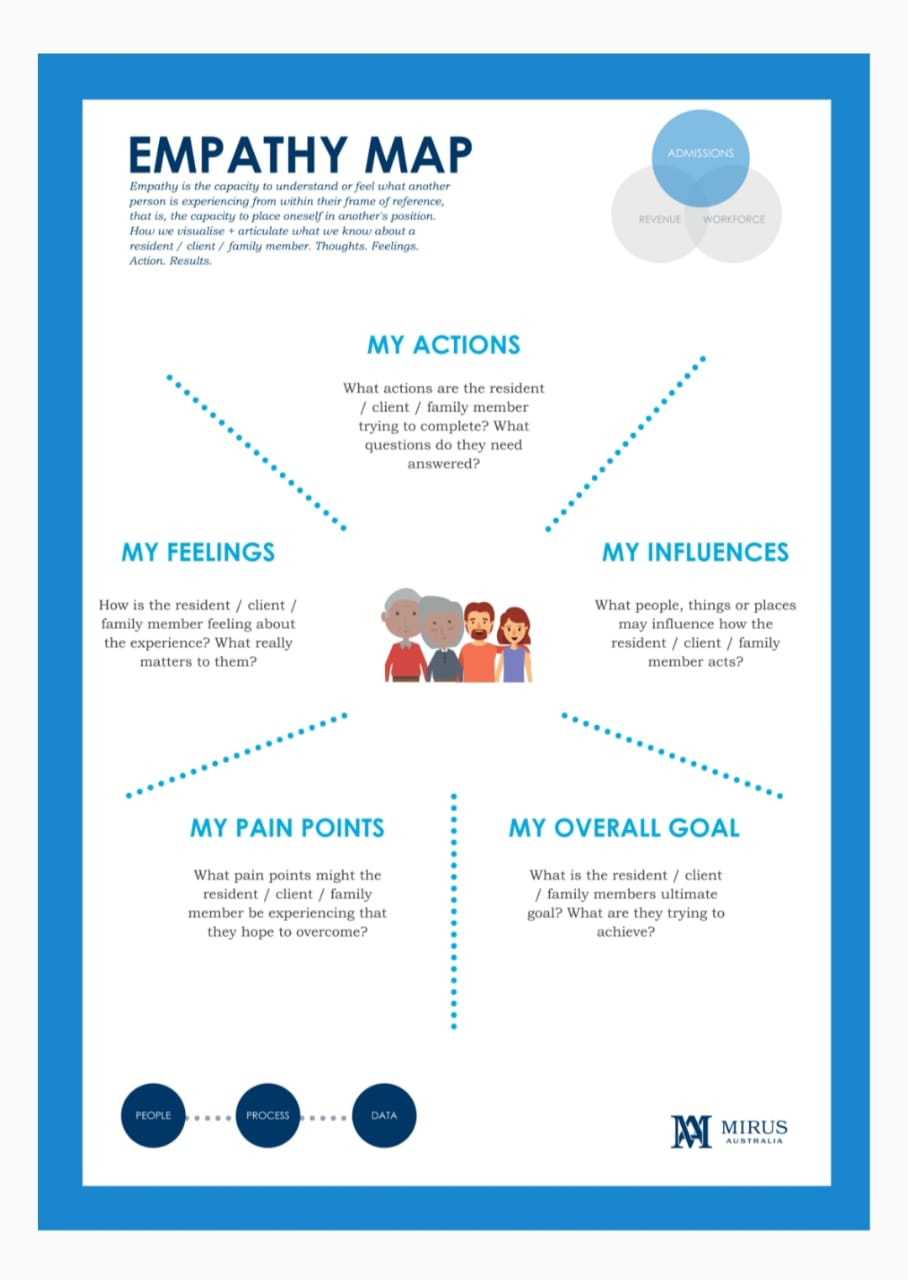 EMPATHY MAP
Empathy is the capacity to understand or feel what another
person is experiencing from within their frame of reference,
that is, the capacity to place oneself in another's position.
How we visualise + articulate what we know about a
resident / client / family member. Thoughts. Feelings.
Action. Results.
ADMISSIONS
REVENUE
WORKFORCE
MY ACTIONS
What actions are the resident
/ client / family member
trying to complete? What
questions do they need
answered?
MY FEELINGS
How is the resident / client /
family member feeling about
the experience? What really
matters to them?
MY INFLUENCES
What people, things or places
may influence how the
resident / client / family
member acts?
MY PAIN POINTS
What pain points might the
resident / client / family
member be experiencing that
they hope to overcome?
MY OVERALL GOAL
What is the resident / client
/ family members ultimate
goal? What are they trying to
achieve?
PEOPLE
PROCESS
DATA
MIRUS
AUSTRALIA